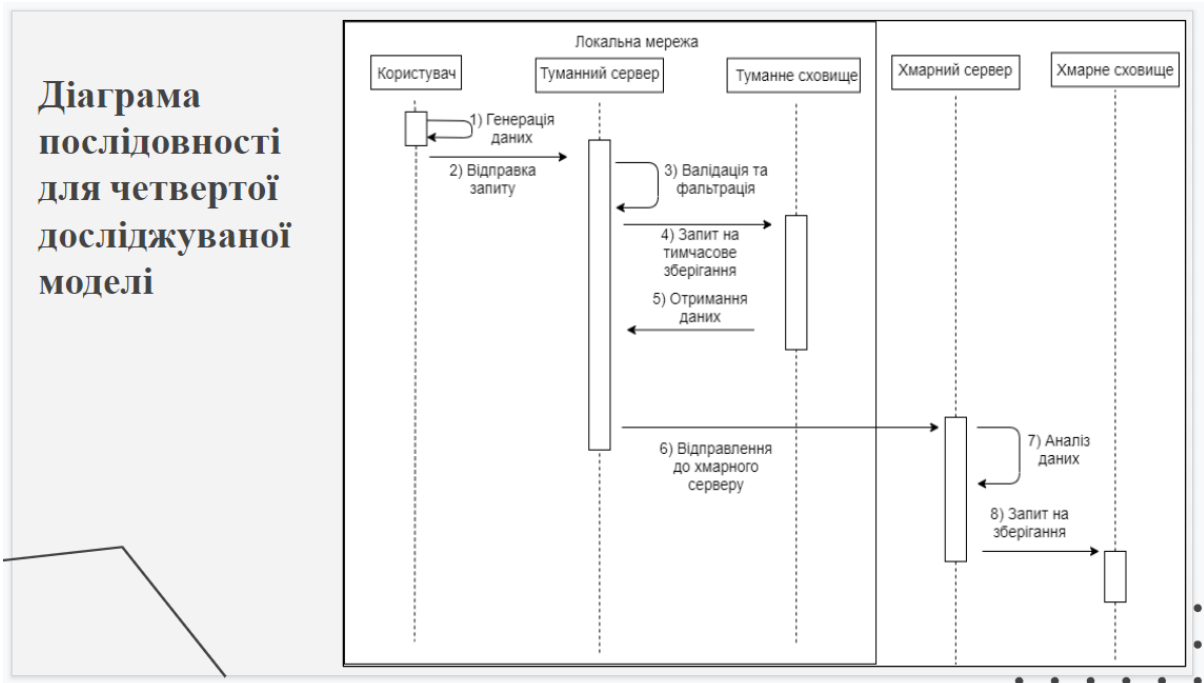 Діаграма
послідовності
для четвертої
досліджуваної
моделі
Локальна мережа
Користувач
Туманний сервер
Туманне сховище
Хмарний сервер
Хмарне сховище
1) Генерація
даних
2) Відправка
запиту
3) Валідація та
фальтрація
4) Запит на
тимчасове
зберігання
5) Отримання
даних
6) Відправлення
до хмарного
серверу
7) Аналіз
даних
8) Запит на
зберігання